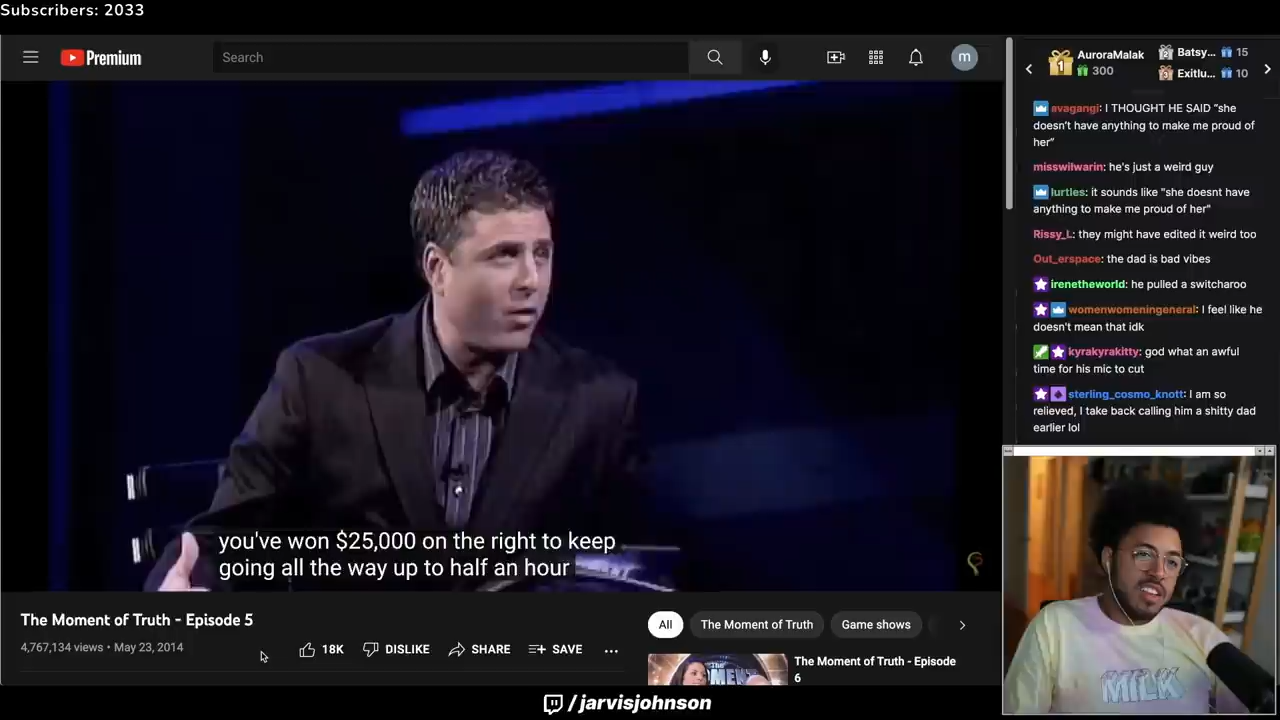 Subscribers: 2033
Premium
Search
m
1
AuroraMalak
300
2
Batsy...
15
3
Exitlu...
10
avagangi: I THOUGHT HE SAID "she
doesn't have anything to make me proud of
her"
misswilwarin: he's just a weird guy
lurtles: it sounds like "she doesnt have
anything to make me proud of her"
Rissy_L: they might have edited it weird too
Out_erspace: the dad is bad vibes
irenetheworld: he pulled a switcharoo
womenwomeningeneral: I feel like he
doesn't mean that idk
kyrakyrakitty: god what an awful
time for his mic to cut
sterling_cosmo_knott: I am so
relieved, I take back calling him a shitty dad
earlier lol
you've won $25,000 on the right to keep
going all the way up to half an hour
The Moment of Truth - Episode 5
4,767,134 views • May 23, 2014
18K
DISLIKE
SHARE
SAVE
All
The Moment of Truth
Game shows
The Moment of Truth - Episode
6
MILK
/jarvisjohnson